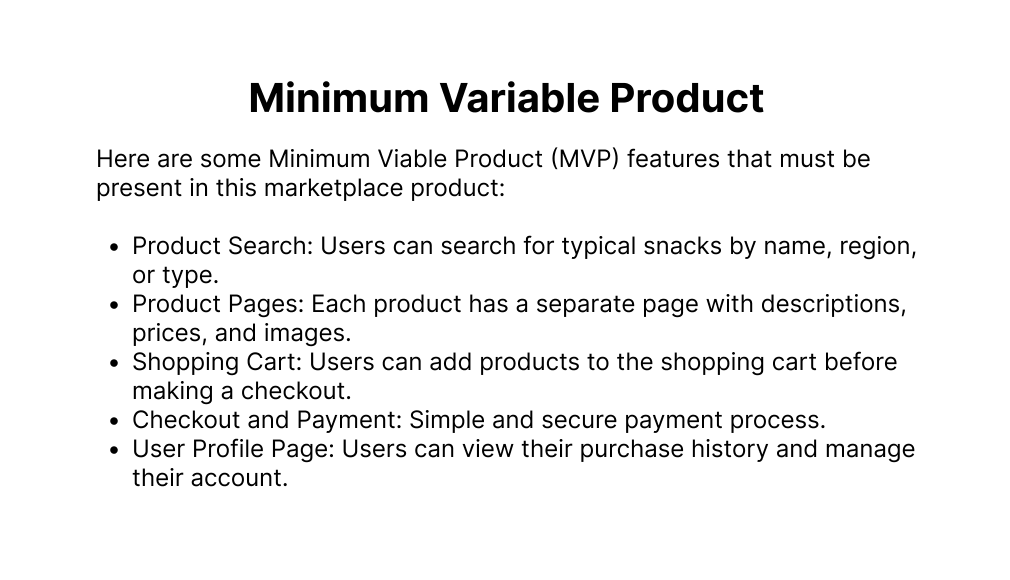 Minimum Variable Product
Here are some Minimum Viable Product (MVP) features that must be
present in this marketplace product:
• Product Search: Users can search for typical snacks by name, region,
or type.
• Product Pages: Each product has a separate page with descriptions,
prices, and images.
• Shopping Cart: Users can add products to the shopping cart before
making a checkout.
• Checkout and Payment: Simple and secure payment process.
• User Profile Page: Users can view their purchase history and manage
their account.